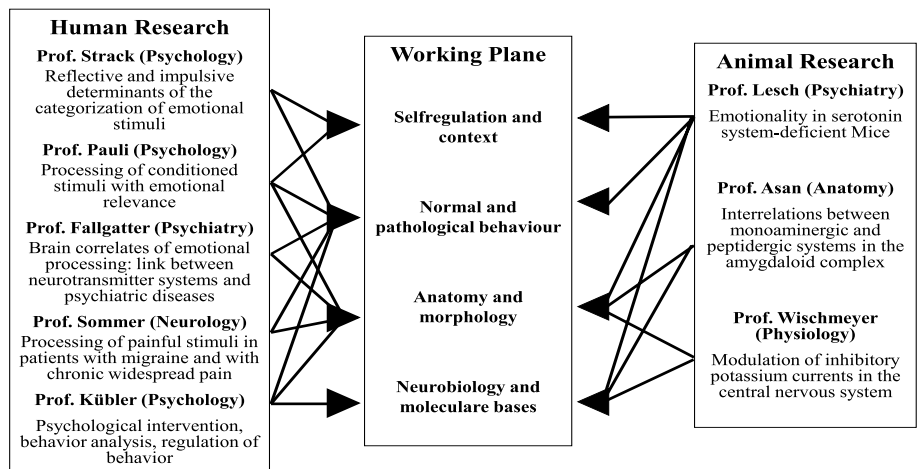 Human Research
Prof. Strack (Psychology)
Reflective and impulsive
determinants of the
categorization of emotional
stimuli
Prof. Pauli (Psychology)
Processing of conditioned
stimuli with emotional
relevance
Prof. Fallgatter (Psychiatry)
Brain correlates of emotional
processing: link between
neurotransmitter systems and
psychiatric diseases
Prof. Sommer (Neurology)
Processing of painful stimuli in
patients with migraine and with
chronic widespread pain
Prof. Kübler (Psychology)
Psychological intervention,
behavior analysis, regulation of
behavior
Working Plane
Selfregulation and
context
Normal and
pathological behaviour
Anatomy and
morphology
Neurobiology and
moleculare bases
Animal Research
Prof. Lesch (Psychiatry)
Emotionality in serotonin
system-deficient Mice
Prof. Asan (Anatomy)
Interrelations between
monoaminergic and
peptidergic systems in the
amygdaloid complex
Prof. Wischmeyer
(Physiology)
Modulation of inhibitory
potassium currents in the
central nervous system